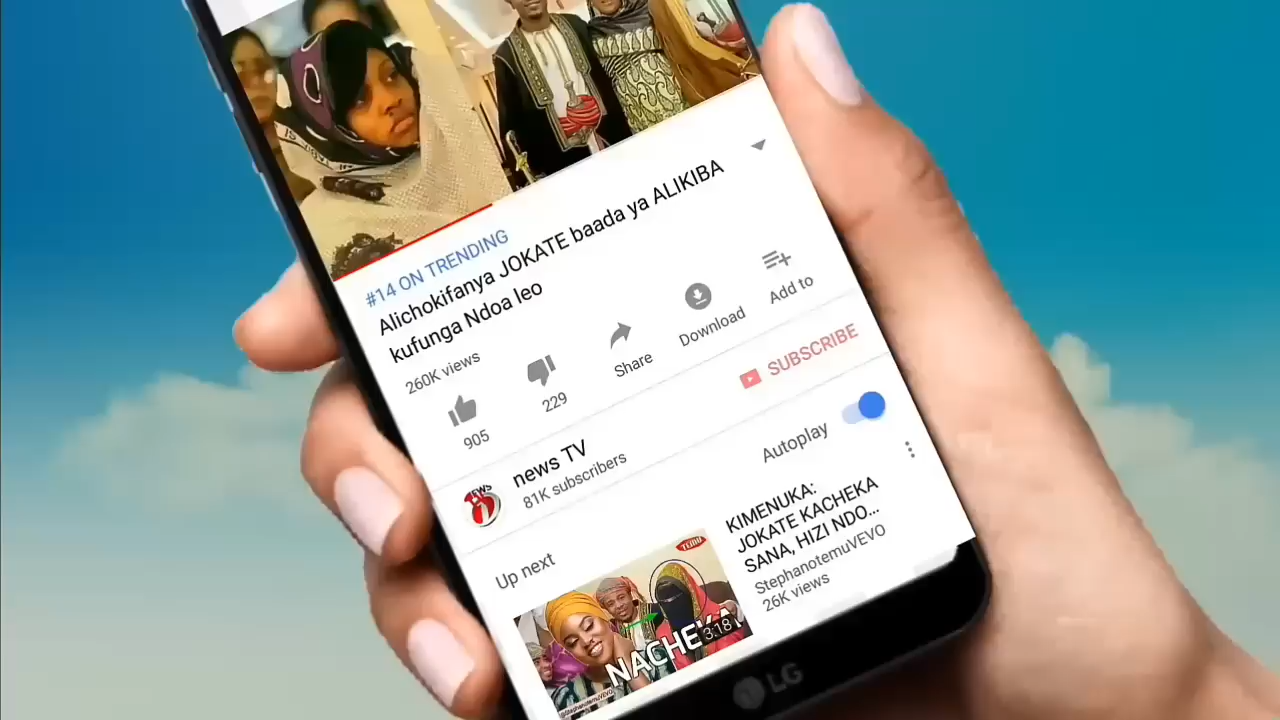 #14 ON TRENDING
Alichokifanya JOKATE baada ya ALIKIBA
kufunga Ndoa leo
260K views
905
229
Share
Download
Add to
NEWS
news TV
81K subscribers
SUBSCRIBE
Autoplay
Up next
KIMENUKA:
JOKATE KACHEKA
SANA, HIZI NDO...
StephanotemuVEVO
26K views
NACHEKA
3:18
@StephanotemuVEVO
LG